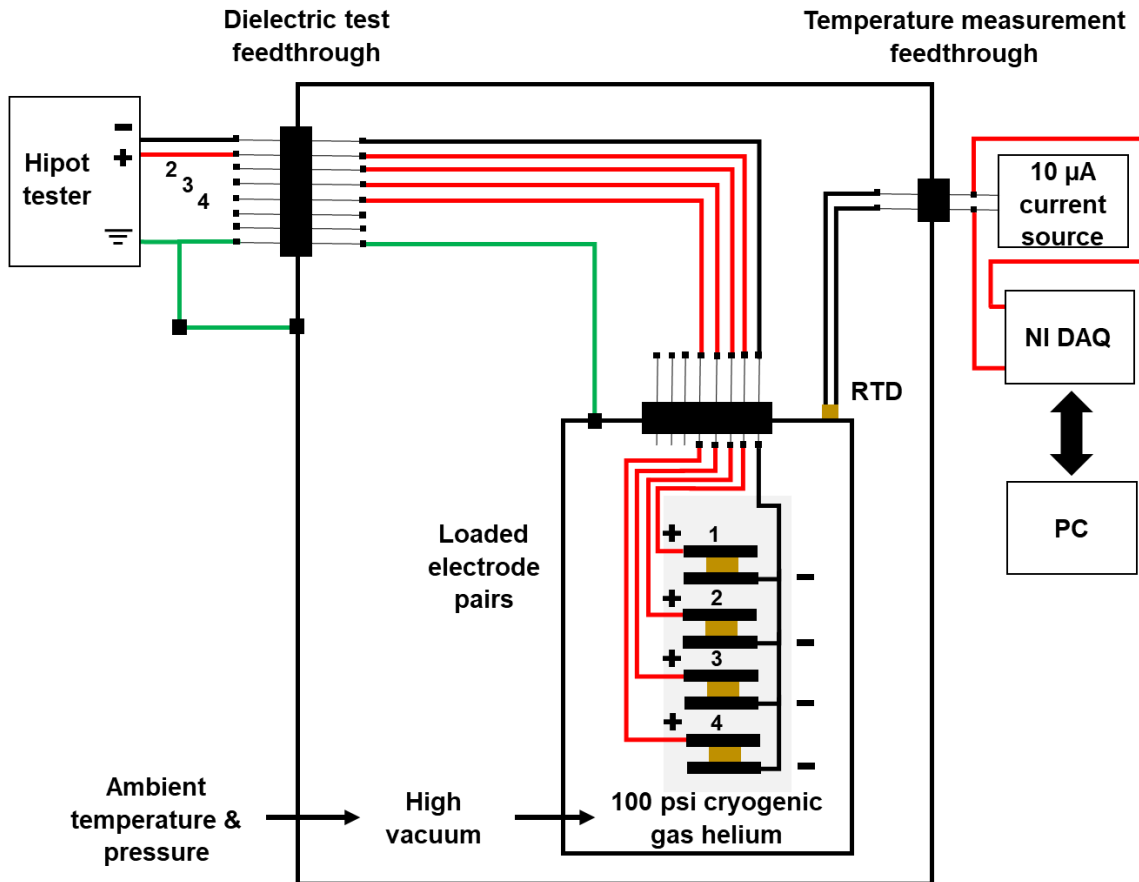 Dielectric test
feedthrough
Temperature measurement
feedthrough
Hipot
tester
-
+
2
3
4
10 µA
current
source
NI DAQ
PC
RTD
Loaded
electrode
pairs
+ 1
-
+ 2
-
+ 3
-
+ 4
-
100 psi cryogenic
gas helium
High
vacuum
Ambient
temperature &
pressure